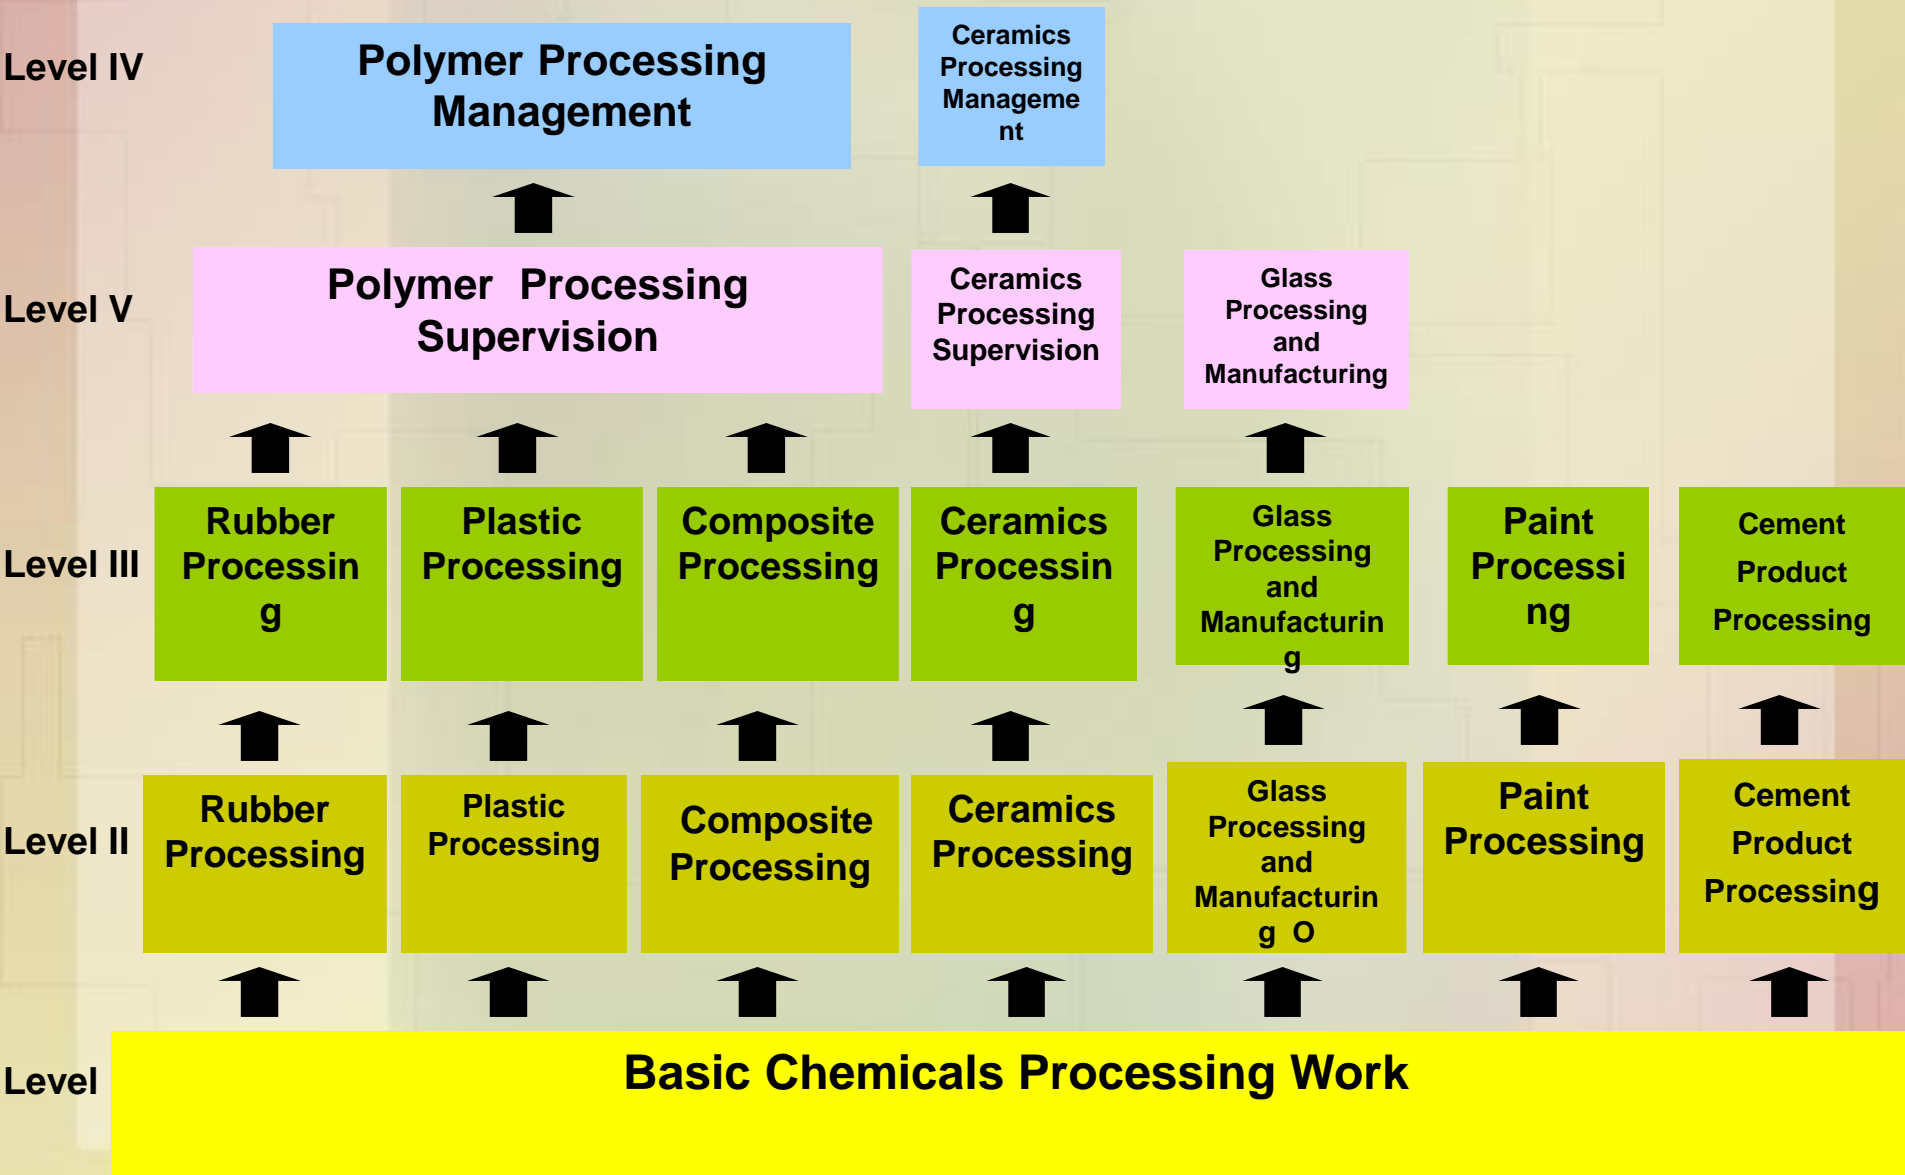 Level IV
Polymer Processing
Management
Ceramics
Processing
Manageme
nt
Level V
Polymer Processing
Supervision
Ceramics
Processing
Supervision
Glass
Processing
and
Manufacturing
Level III
Rubber
Processin
g
Plastic
Processing
Composite
Processing
Ceramics
Processin
g
Glass
Processing
and
Manufacturin
g
Paint
Processi
ng
Cement
Product
Processing
Level II
Rubber
Processing
Plastic
Processing
Composite
Processing
Ceramics
Processing
Glass
Processing
and
Manufacturin
g O
Paint
Processing
Cement
Product
Processing
Level
Basic Chemicals Processing Work